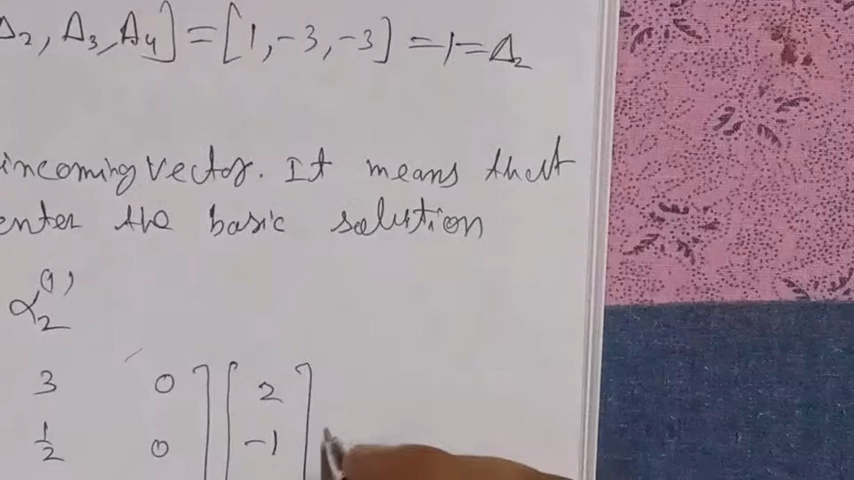 Δ₂, Δ₃, Δ₄] = [1, -3, -3] = 1 = Δ₂
incoming vector. It means that
enter the basic solution
α₂⁽¹⁾
3 0] [2]
1/2 0] [-1]